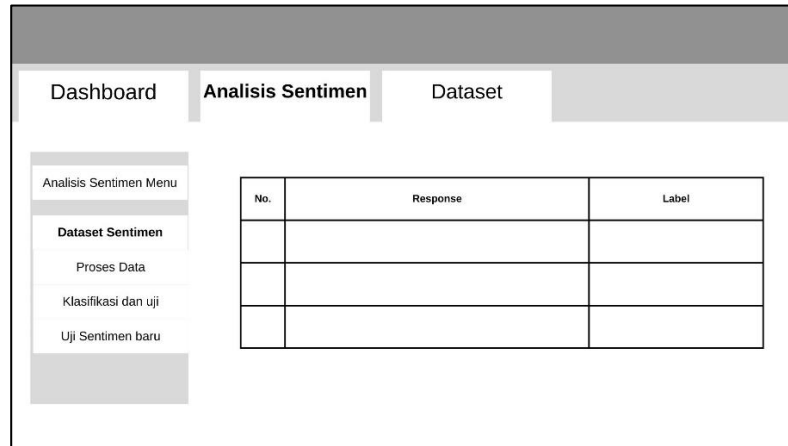 Dashboard
Analisis Sentimen
Dataset
Analisis Sentimen Menu
Dataset Sentimen
Proses Data
Klasifikasi dan uji
Uji Sentimen baru
No.
Response
Label